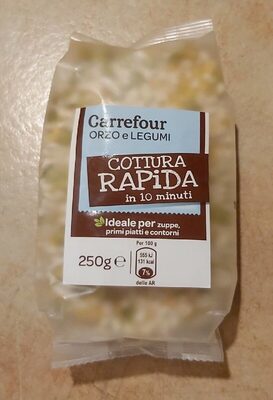 Carrefour
ORZO e LEGUMI
COTTURA
RAPiDA
in 10 minuti
Ideale per zuppe,
primi piatti e contorni
Per 100 g
250g e
555 kJ
131 kcal
7%
delle AR